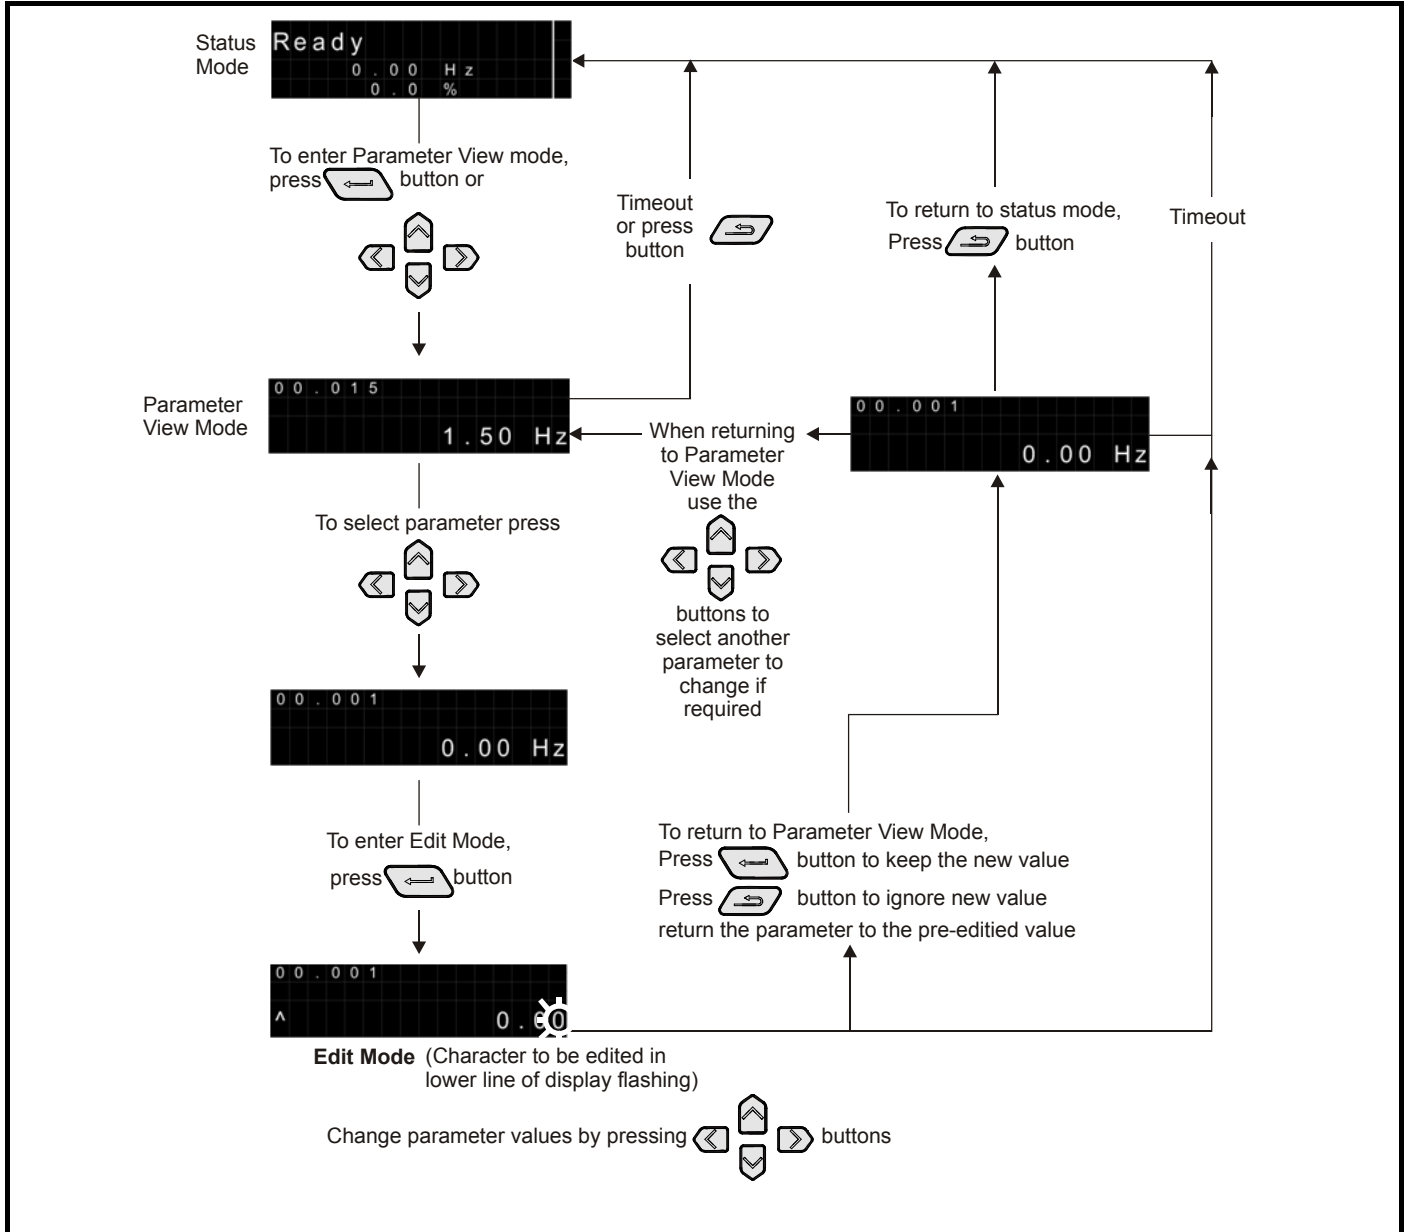 Status
Mode
Ready
0.00 Hz
0.0 %
To enter Parameter View mode,
press button or
Timeout
or press
button
To return to status mode,
Press button
Timeout
Parameter
View Mode
00.015
1.50 Hz
When returning
to Parameter
View Mode
use the
buttons to
select another
parameter to
change if
required
00.001
0.00 Hz
To select parameter press
00.001
0.00 Hz
To enter Edit Mode,
press button
To return to Parameter View Mode,
Press button to keep the new value
Press button to ignore new value
return the parameter to the pre-editied value
00.001
^ 0.00
Edit Mode (Character to be edited in
lower line of display flashing)
Change parameter values by pressing buttons